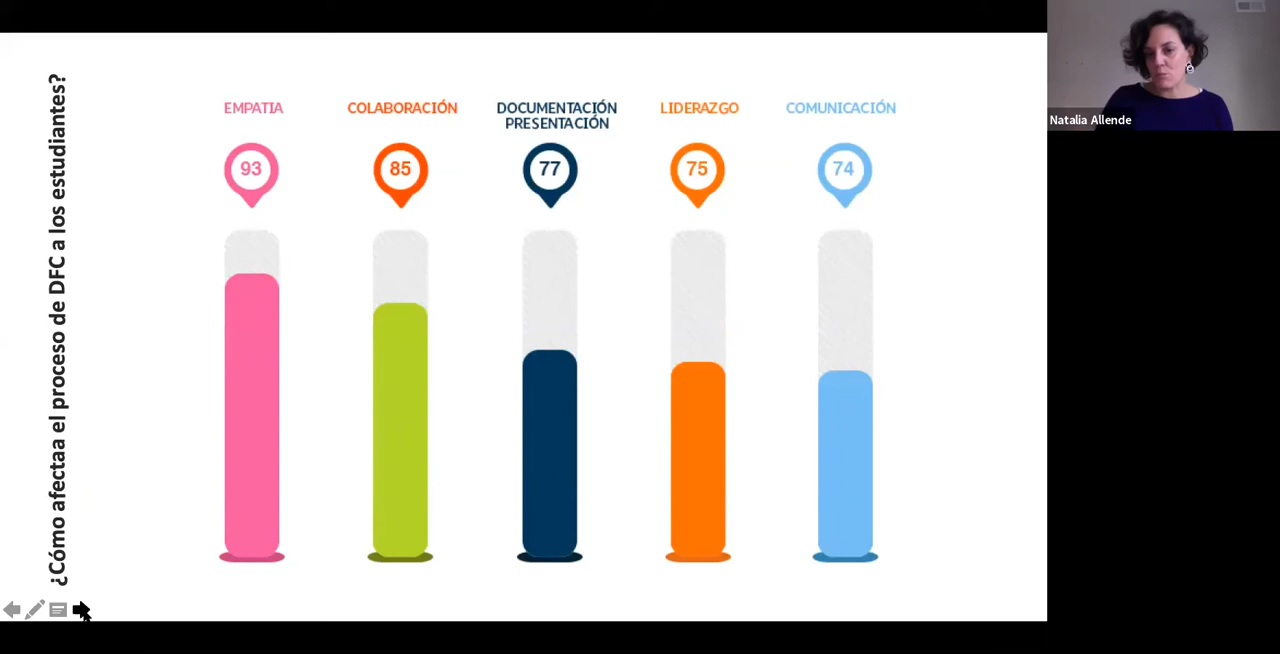 ¿Cómo afectaa el proceso de DFC a los estudiantes?
EMPATIA
93
COLABORACIÓN
85
DOCUMENTACIÓN
PRESENTACIÓN
77
LIDERAZGO
75
COMUNICACIÓN
74
Natalia Allende